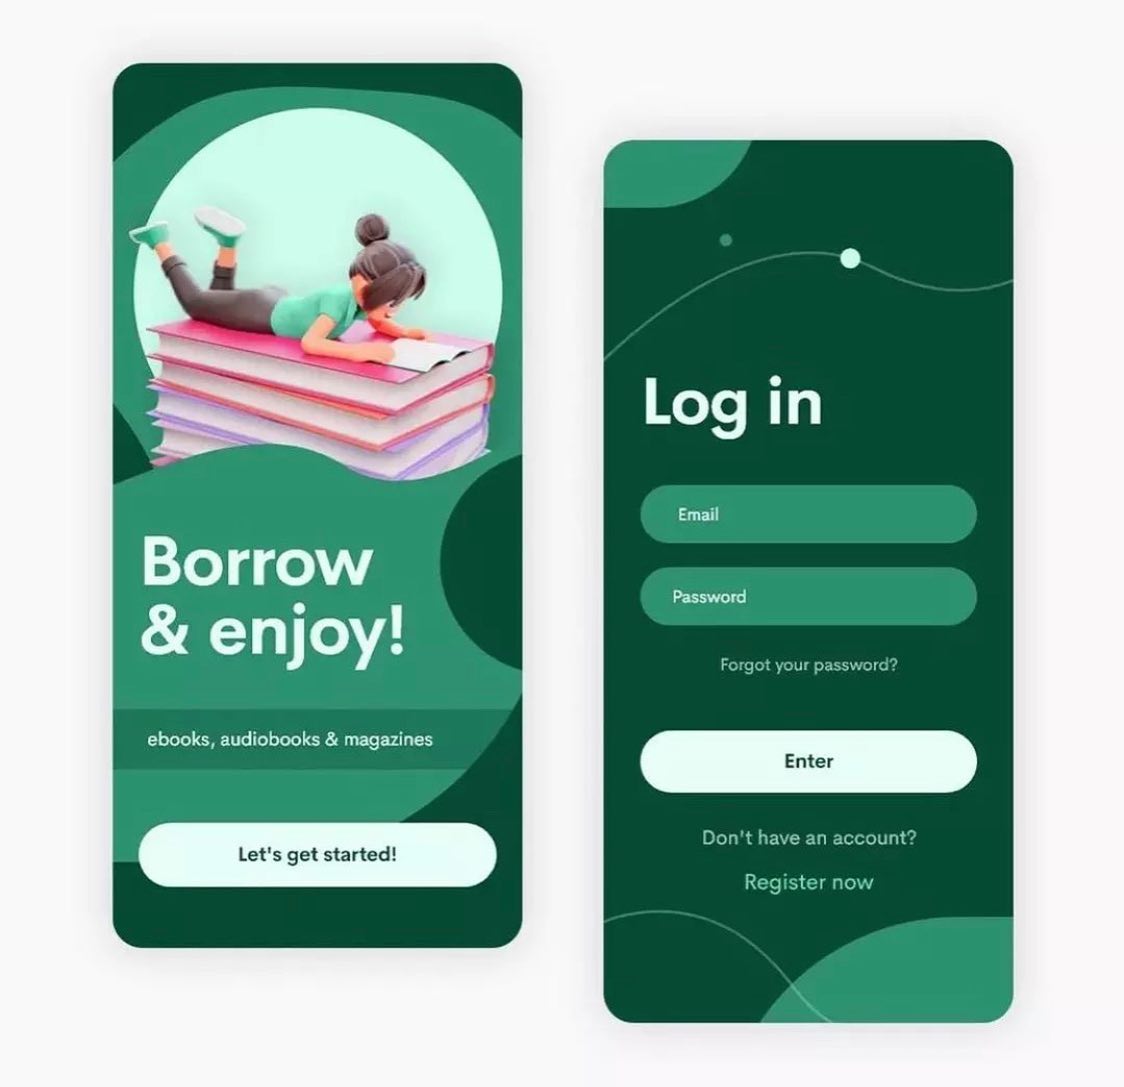 Borrow
& enjoy!
ebooks, audiobooks & magazines
Let's get started!
Log in
Email
Password
Forgot your password?
Enter
Don't have an account?
Register now